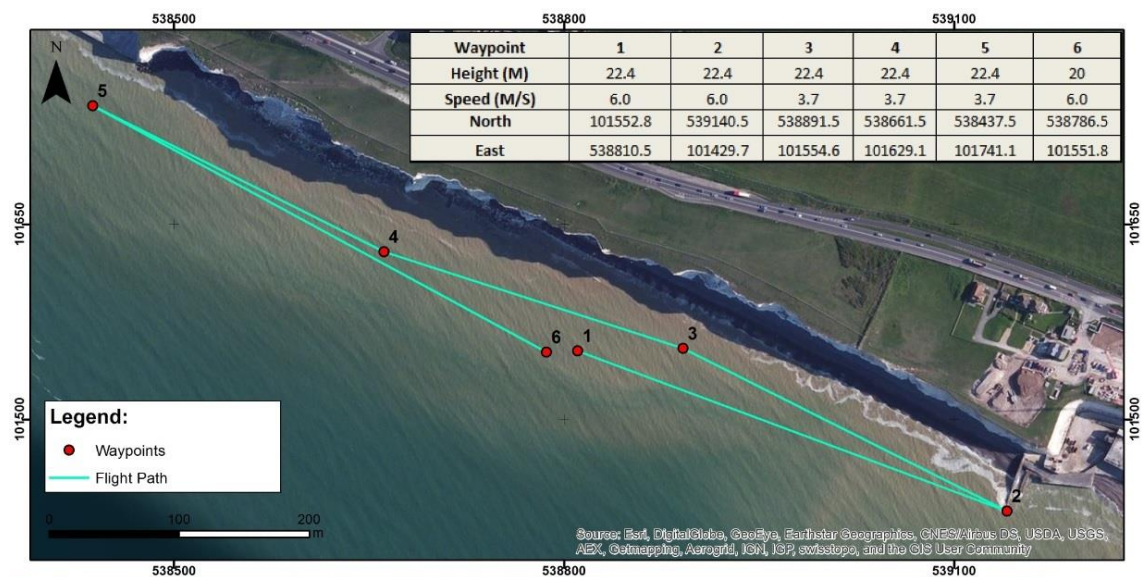 538500 538800 539100
N
Waypoint 1 2 3 4 5 6
Height (M) 22.4 22.4 22.4 22.4 22.4 20
Speed (M/S) 6.0 6.0 3.7 3.7 3.7 6.0
North 101552.8 539140.5 538891.5 538661.5 538437.5 538786.5
East 538810.5 101429.7 101554.6 101629.1 101741.1 101551.8
5
101650 101650
4
6 1 3
101500 101500
Legend:
Waypoints
Flight Path
2
0 100 200
m
Source: Esri, DigitalGlobe, GeoEye, Earthstar Geographics, CNES/Airbus DS, USDA, USGS,
AEX, Getmapping, Aerogrid, IGN, IGP, swisstopo, and the GIS User Community
538500 538800 539100